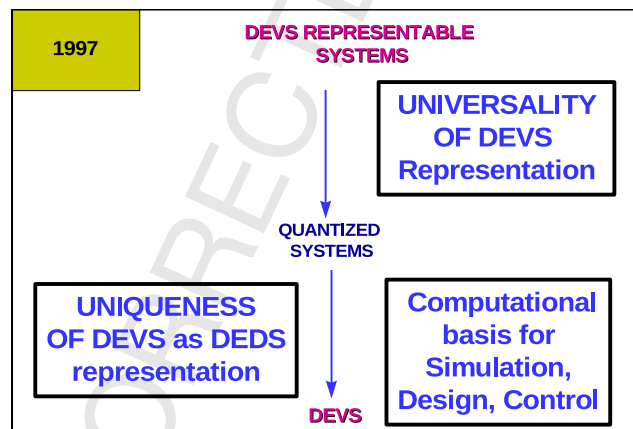 1997
DEVS REPRESENTABLE
SYSTEMS
UNIVERSALITY
OF DEVS
Representation
QUANTIZED
SYSTEMS
UNIQUENESS
OF DEVS as DEDS
representation
Computational
basis for
Simulation,
Design, Control
DEVS
ORRECTE